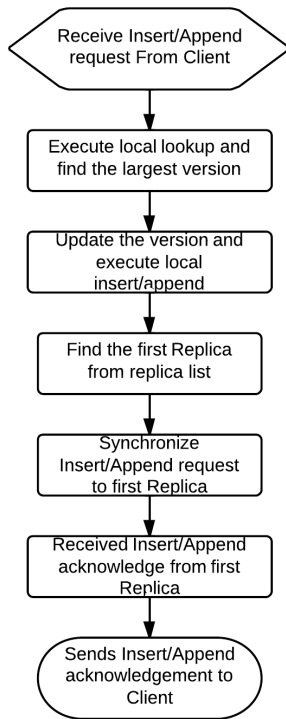 Receive Insert/Append
request From Client
Execute local lookup and
find the largest version
Update the version and
execute local
insert/append
Find the first Replica
from replica list
Synchronize
Insert/Append request
to first Replica
Received Insert/Append
acknowledge from first
Replica
Sends Insert/Append
acknowledgement to
Client